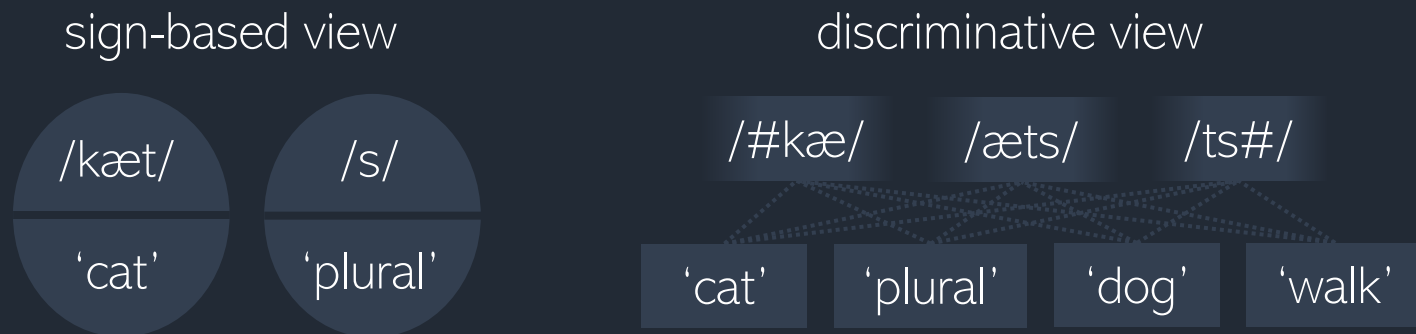 sign-based view
discriminative view
/kæt/
/s/
‘cat’
‘plural’
/#kæ/
/æts/
/ts#/
‘cat’
‘plural’
‘dog’
‘walk’